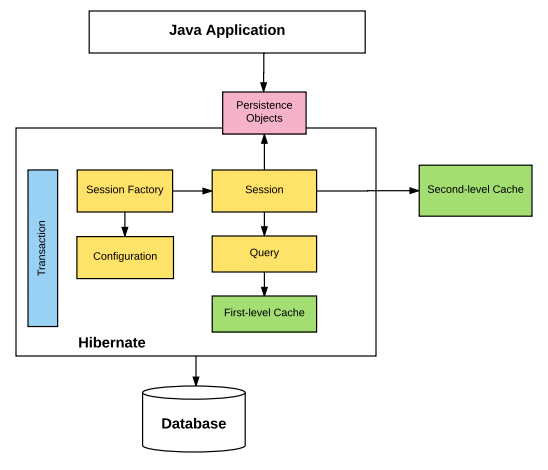 Java Application
Persistence
Objects
Session Factory
Session
Second-level Cache
Transaction
Configuration
Query
First-level Cache
Hibernate
Database